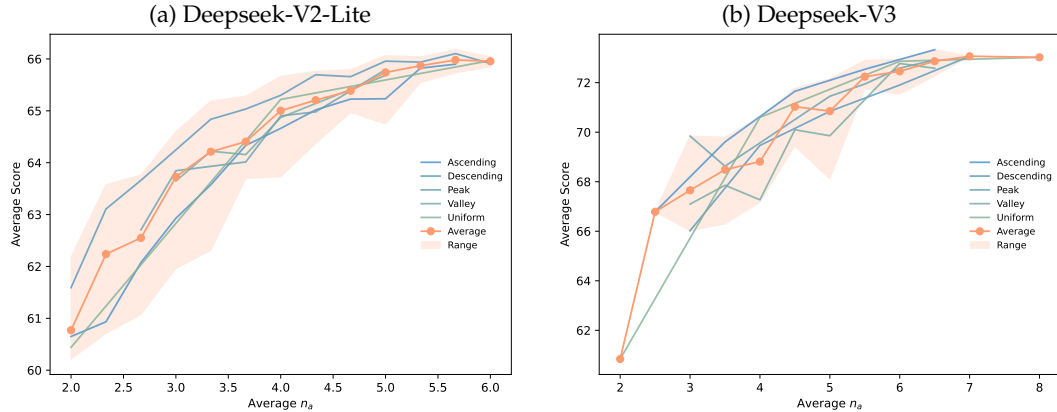 (a) Deepseek-V2-Lite
66
65
64
63
62
61
60
Average Score
2.0 2.5 3.0 3.5 4.0 4.5 5.0 5.5 6.0
Average nₐ
Ascending
Descending
Peak
Valley
Uniform
Average
Range
(b) Deepseek-V3
72
70
68
66
64
62
Average Score
2 3 4 5 6 7 8
Average nₐ
Ascending
Descending
Peak
Valley
Uniform
Average
Range